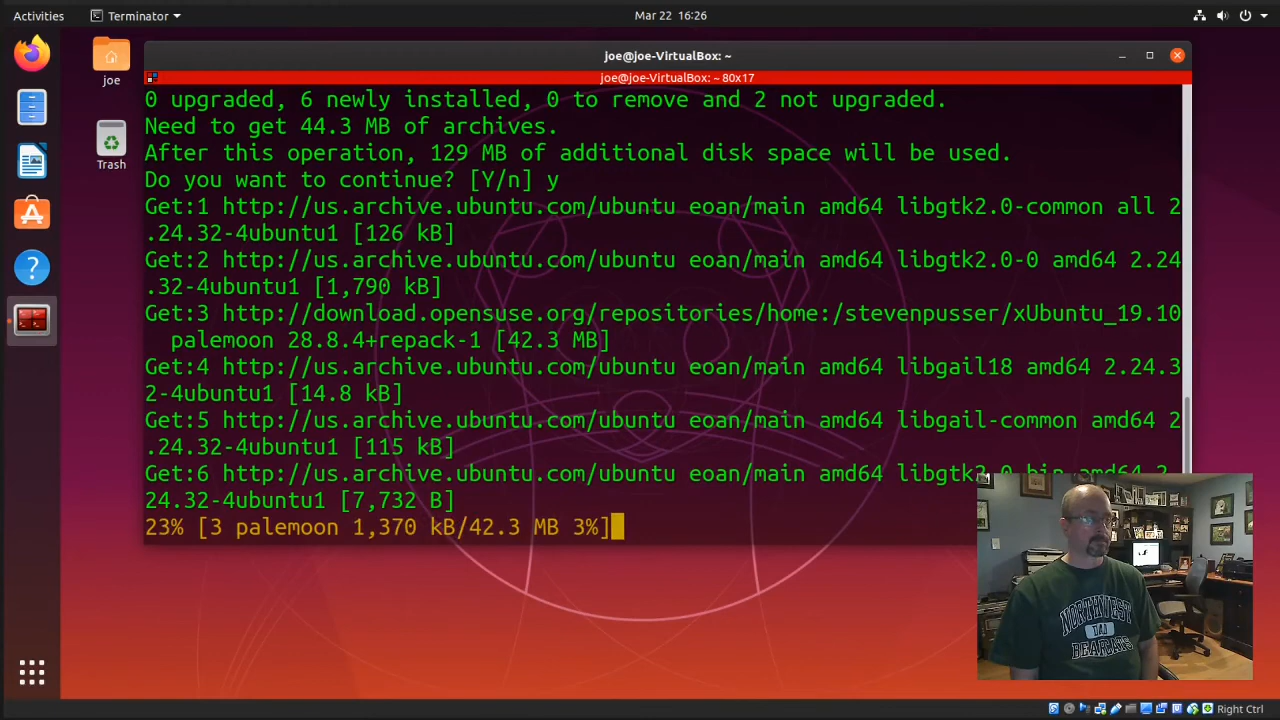 Activities
Terminator
Mar 22 16:26
joe@joe-VirtualBox: ~
joe@joe-VirtualBox: ~ 80x17
joe
Trash
0 upgraded, 6 newly installed, 0 to remove and 2 not upgraded.
Need to get 44.3 MB of archives.
After this operation, 129 MB of additional disk space will be used.
Do you want to continue? [Y/n] y
Get:1 http://us.archive.ubuntu.com/ubuntu eoan/main amd64 libgtk2.0-common all 2
.24.32-4ubuntu1 [126 kB]
Get:2 http://us.archive.ubuntu.com/ubuntu eoan/main amd64 libgtk2.0-0 amd64 2.24
.32-4ubuntu1 [1,790 kB]
Get:3 http://download.opensuse.org/repositories/home:/stevenpusser/xUbuntu_19.10
palemoon 28.8.4+repack-1 [42.3 MB]
Get:4 http://us.archive.ubuntu.com/ubuntu eoan/main amd64 libgail18 amd64 2.24.3
2-4ubuntu1 [14.8 kB]
Get:5 http://us.archive.ubuntu.com/ubuntu eoan/main amd64 libgail-common amd64 2
.24.32-4ubuntu1 [115 kB]
Get:6 http://us.archive.ubuntu.com/ubuntu eoan/main amd64 libgtk2.0-bin amd64 2.
24.32-4ubuntu1 [7,732 B]
23% [3 palemoon 1,370 kB/42.3 MB 3%]
NORTHWEST
BEARCATS
Right Ctrl